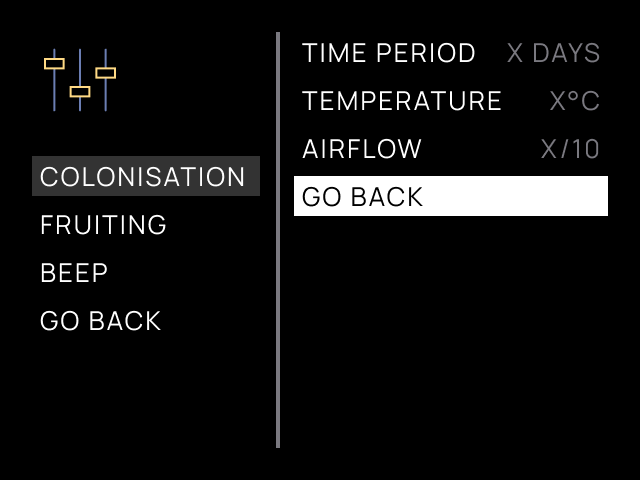 COLONISATION
FRUITING
BEEP
GO BACK
TIME PERIOD X DAYS
TEMPERATURE X°C
AIRFLOW X/10
GO BACK